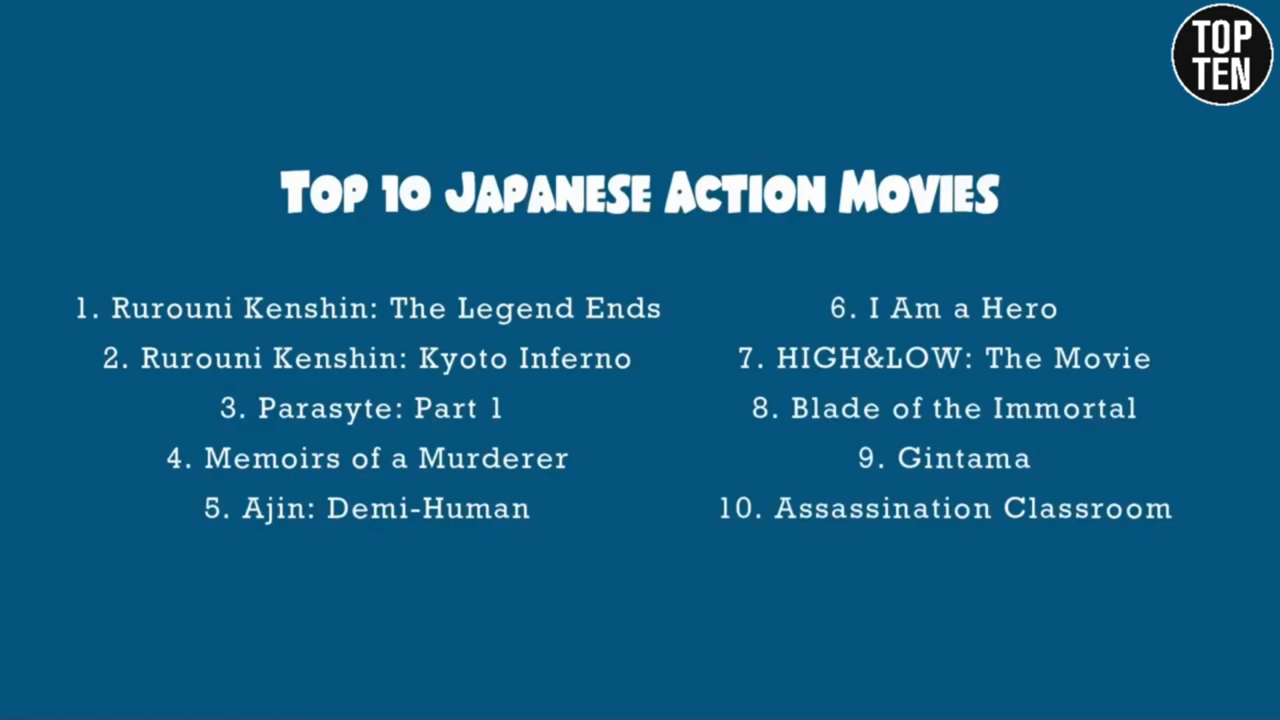 TOP
TEN
TOP 10 JAPANESE ACTION MOVIES
1. Rurouni Kenshin: The Legend Ends
2. Rurouni Kenshin: Kyoto Inferno
3. Parasyte: Part 1
4. Memoirs of a Murderer
5. Ajin: Demi-Human
6. I Am a Hero
7. HIGH&LOW: The Movie
8. Blade of the Immortal
9. Gintama
10. Assassination Classroom